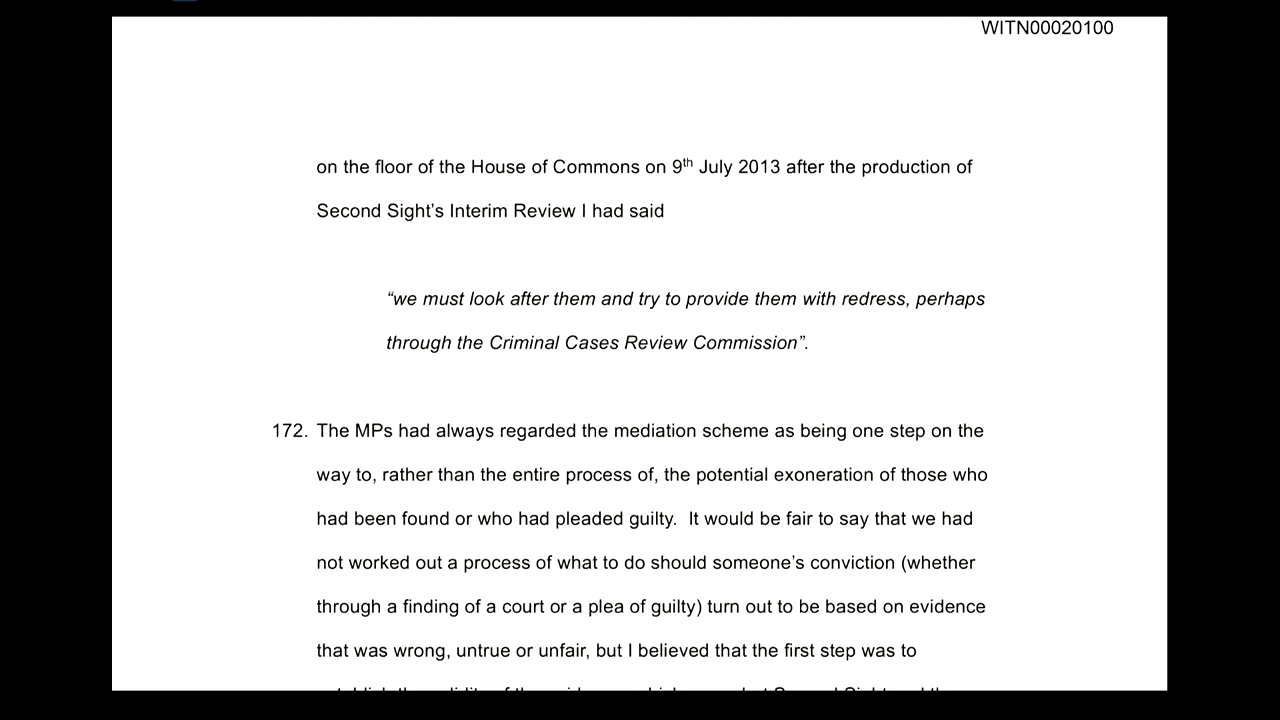 WITN00020100
on the floor of the House of Commons on 9th July 2013 after the production of
Second Sight’s Interim Review I had said
“we must look after them and try to provide them with redress, perhaps
through the Criminal Cases Review Commission”.
172. The MPs had always regarded the mediation scheme as being one step on the
way to, rather than the entire process of, the potential exoneration of those who
had been found or who had pleaded guilty.  It would be fair to say that we had
not worked out a process of what to do should someone’s conviction (whether
through a finding of a court or a plea of guilty) turn out to be based on evidence
that was wrong, untrue or unfair, but I believed that the first step was to